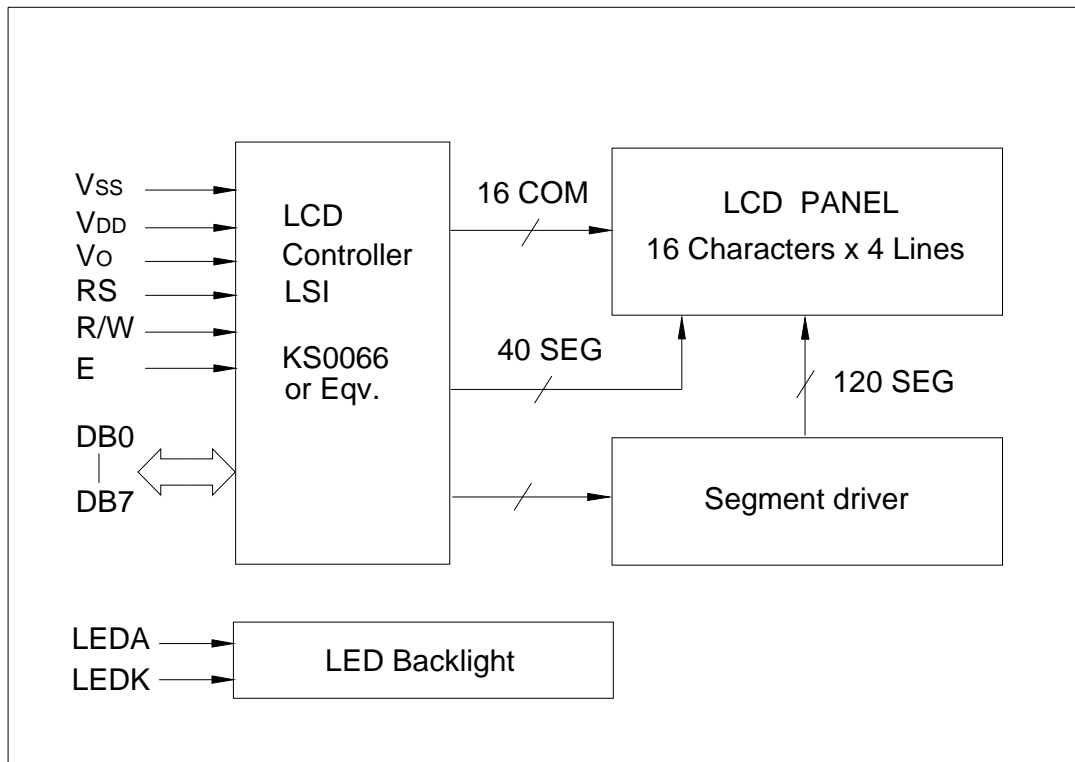 VSS
VDD
VO
RS
R/W
E
DB0
DB7
LCD
Controller
LSI
KS0066
or Eqv.
16 COM
40 SEG
LCD PANEL
16 Characters x 4 Lines
120 SEG
Segment driver
LEDA
LEDK
LED Backlight